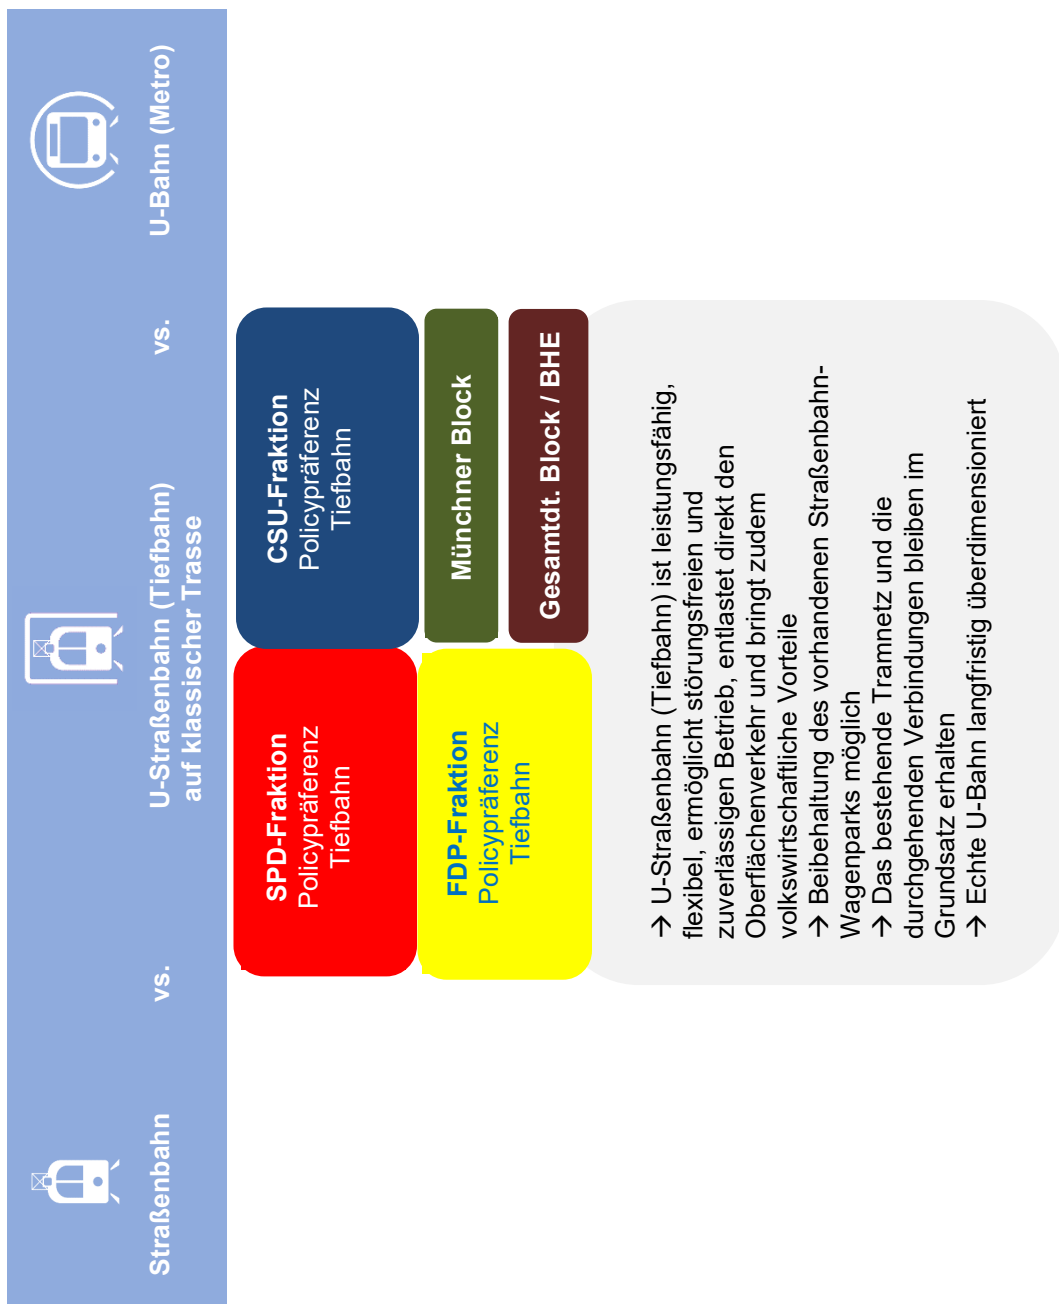 Straßenbahn
vs.
U-Straßenbahn (Tiefbahn)
auf klassischer Trasse
vs.
U-Bahn (Metro)
SPD-Fraktion
Policypräferenz
Tiefbahn
CSU-Fraktion
Policypräferenz
Tiefbahn
FDP-Fraktion
Policypräferenz
Tiefbahn
Münchner Block
Gesamtdt. Block / BHE
→ U-Straßenbahn (Tiefbahn) ist leistungsfähig,
flexibel, ermöglicht störungsfreien und
zuverlässigen Betrieb, entlastet direkt den
Oberflächenverkehr und bringt zudem
volkswirtschaftliche Vorteile
→ Beibehaltung des vorhandenen Straßenbahn-
Wagenparks möglich
→ Das bestehende Tramnetz und die
durchgehenden Verbindungen bleiben im
Grundsatz erhalten
→ Echte U-Bahn langfristig überdimensioniert